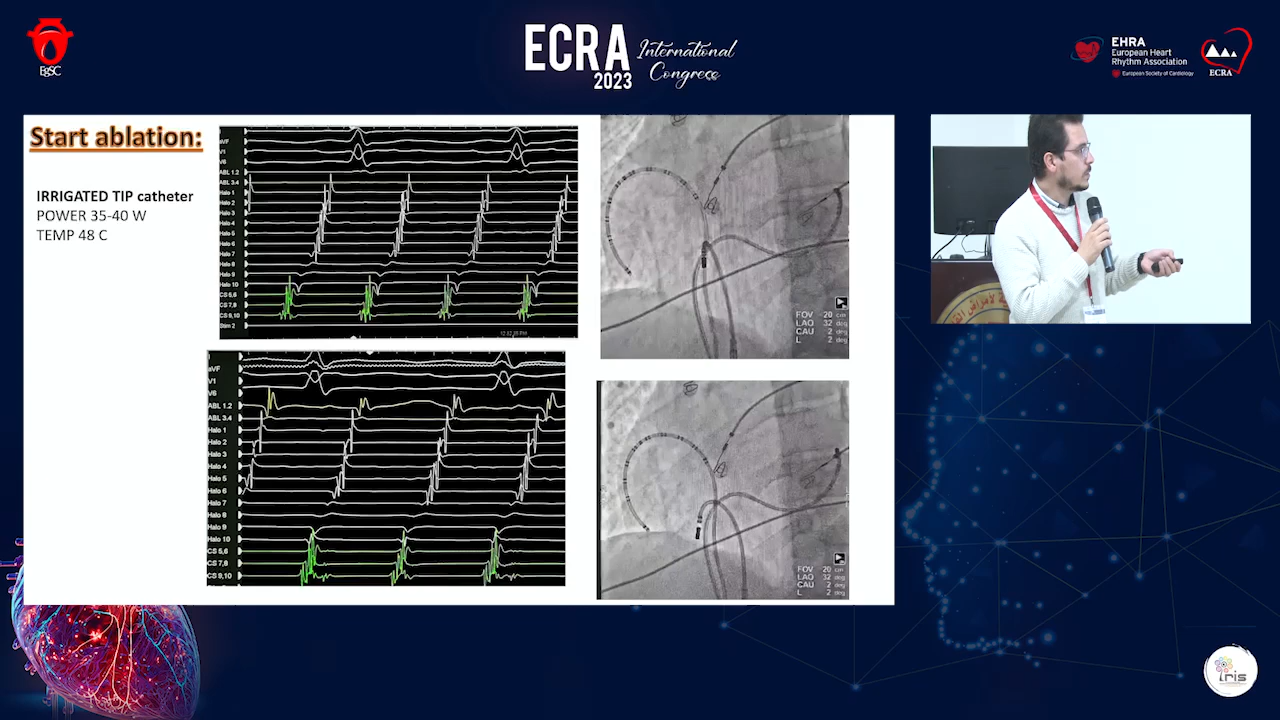 EgSC
ECRA
2023
International
Congress
EHRA
European Heart
Rhythm Association
European Society of Cardiology
ECRA
Start ablation:
IRRIGATED TIP catheter
POWER 35-40 W
TEMP 48 C
aVF
V1
V6
ABL 1.2
ABL 3.4
Halo 1
Halo 2
Halo 3
Halo 4
Halo 5
Halo 6
Halo 7
Halo 8
Halo 9
Halo 10
CS 5,6
CS 7,8
CS 9,10
Stim 2
FOV 20 cm
LAO 32 deg
CAU 2 deg
L 2 deg
aVF
V1
V6
ABL 1.2
ABL 3.4
Halo 1
Halo 2
Halo 3
Halo 4
Halo 5
Halo 6
Halo 7
Halo 8
Halo 9
Halo 10
CS 5,6
CS 7,8
CS 9,10
FOV 20 cm
LAO 32 deg
CAU 2 deg
L 2 deg
iris